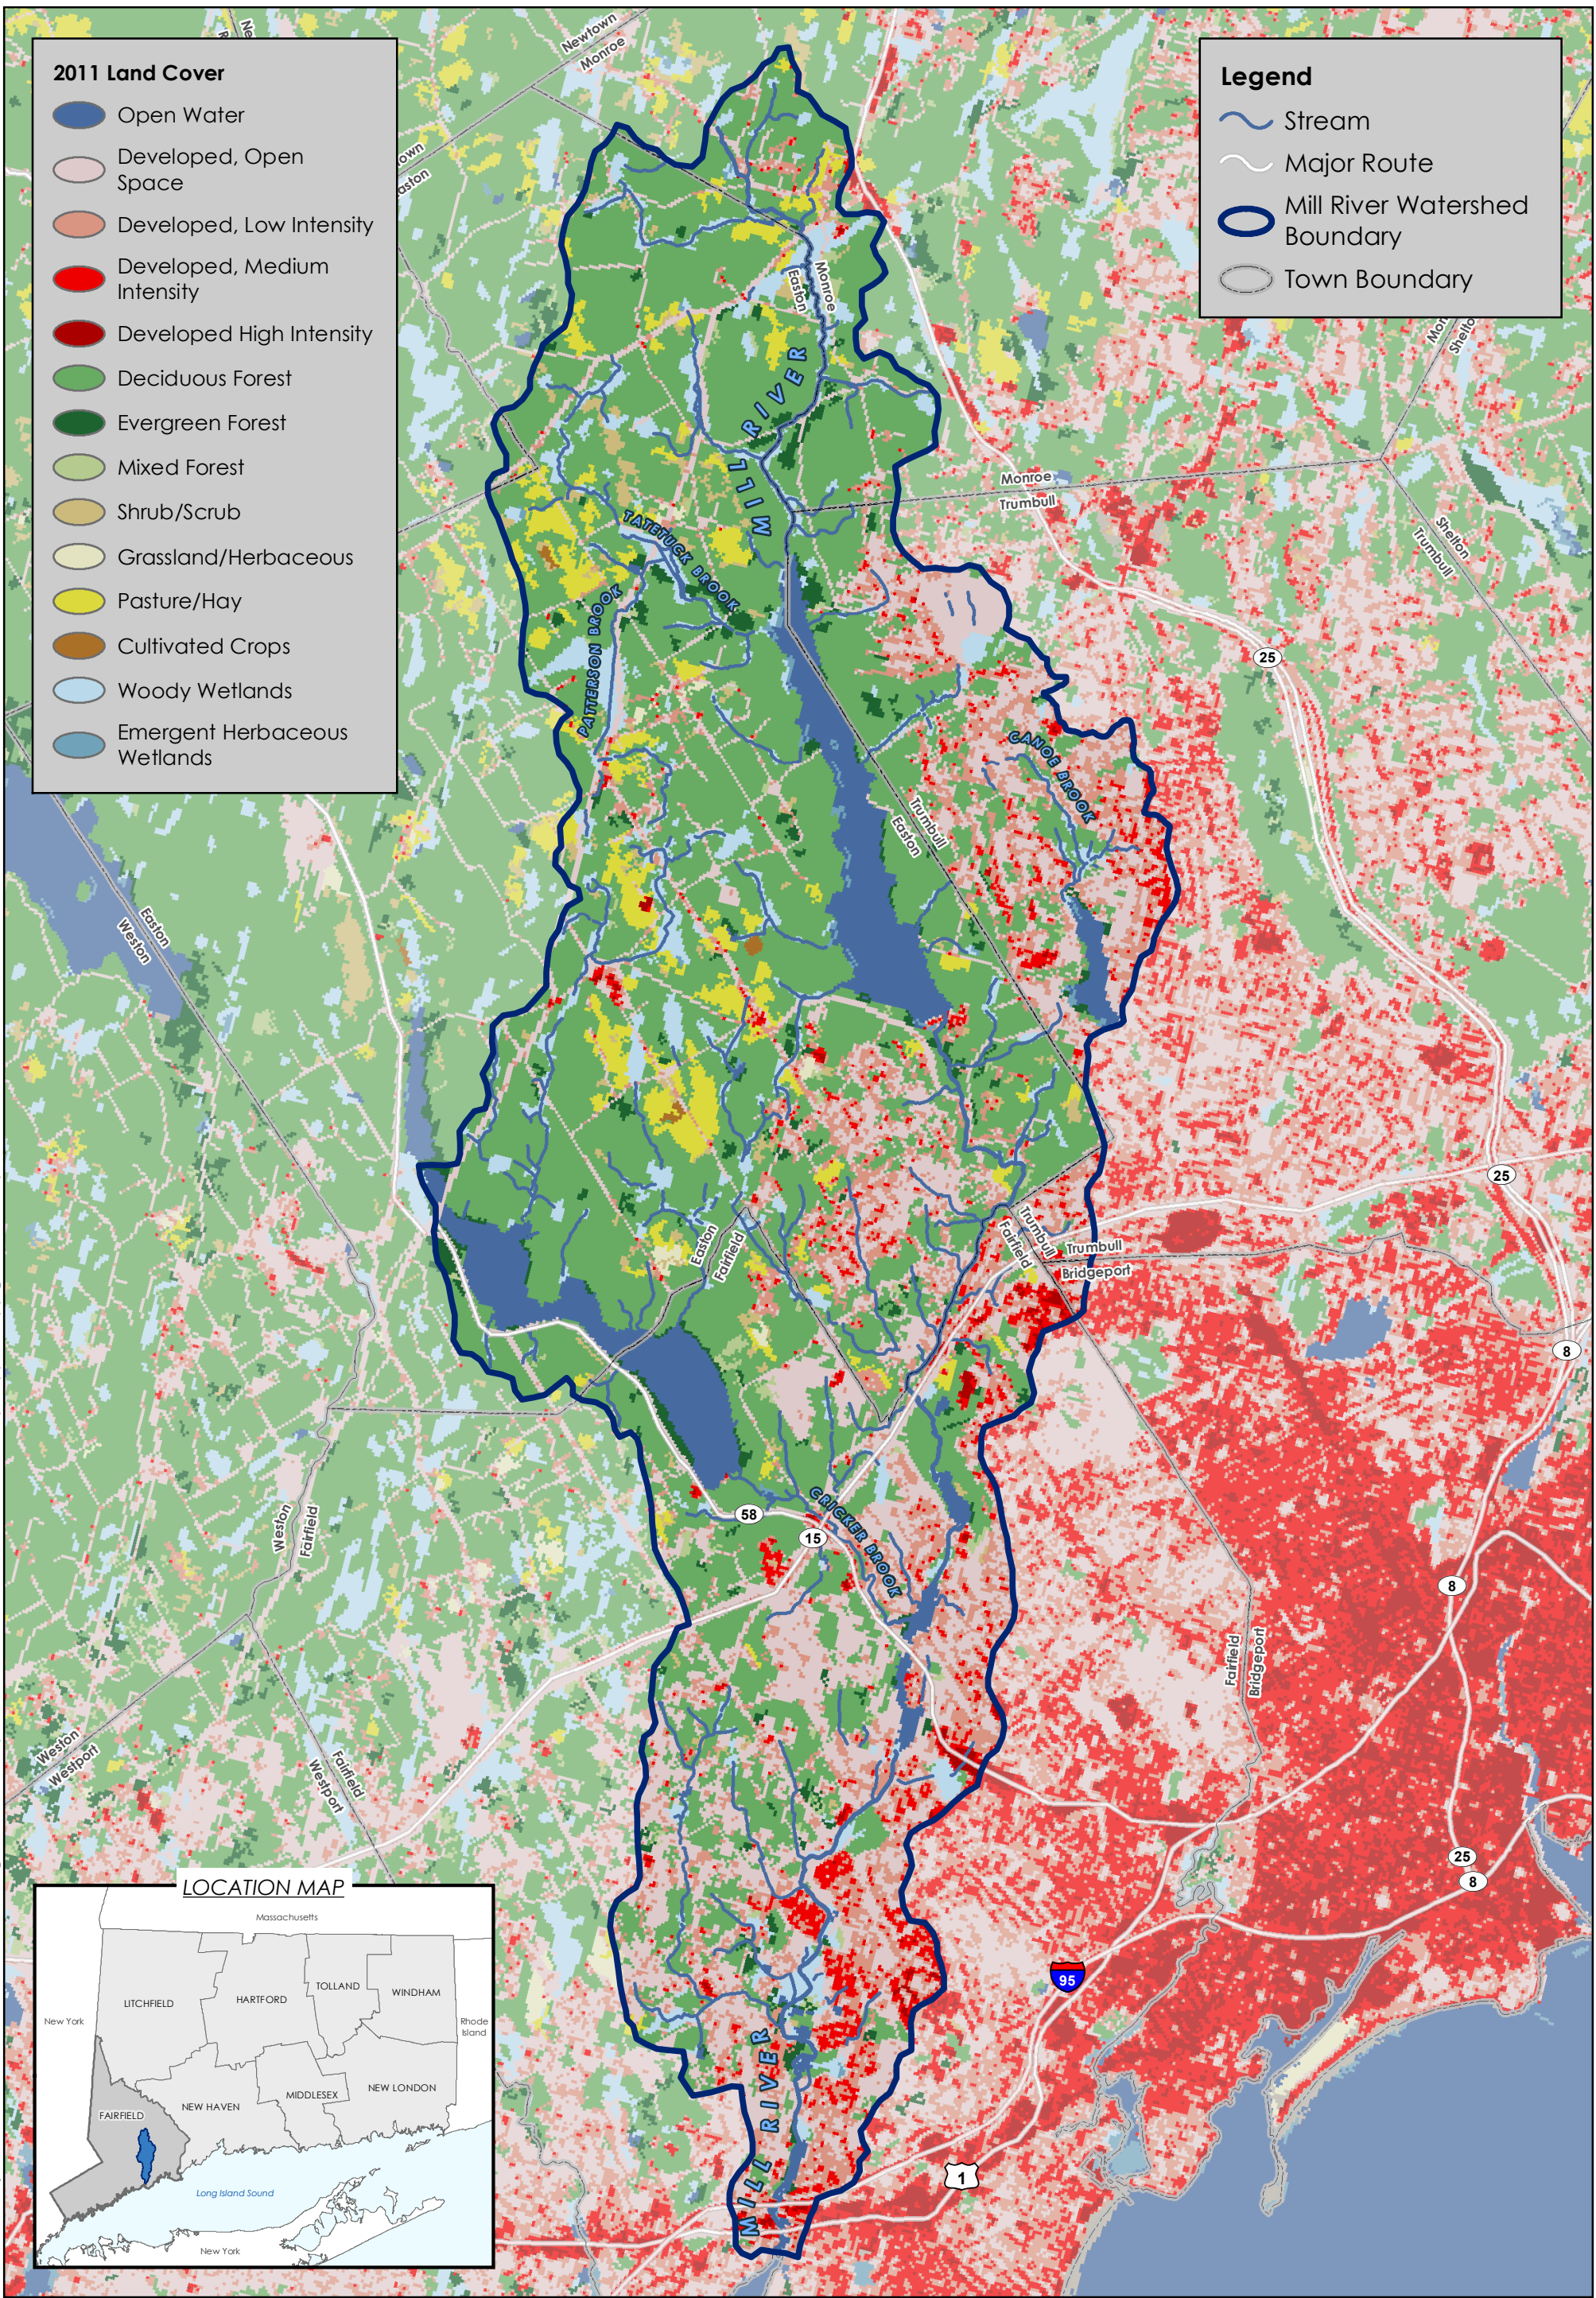 2011 Land Cover
Open Water
Developed, Open
Space
Developed, Low Intensity
Developed, Medium
Intensity
Developed High Intensity
Deciduous Forest
Evergreen Forest
Mixed Forest
Shrub/Scrub
Grassland/Herbaceous
Pasture/Hay
Cultivated Crops
Woody Wetlands
Emergent Herbaceous
Wetlands
Legend
Stream
Major Route
Mill River Watershed
Boundary
Town Boundary
Newtown
Monroe
Easton
Monroe
MILL RIVER
Monroe
Trumbull
Shelton
Trumbull
TATETUCK BROOK
PATTERSON BROOK
25
CANOE BROOK
Trumbull
Easton
Easton
Weston
25
Easton
Fairfield
Trumbull
Fairfield
Trumbull
Bridgeport
8
Weston
Fairfield
58
15
CRICKER BROOK
8
Fairfield
Bridgeport
Weston
Westport
Fairfield
Westport
25
8
95
MILL RIVER
1
LOCATION MAP
Massachusetts
LITCHFIELD
HARTFORD
TOLLAND
WINDHAM
New York
Rhode
Island
FAIRFIELD
NEW HAVEN
MIDDLESEX
NEW LONDON
Long Island Sound
New York